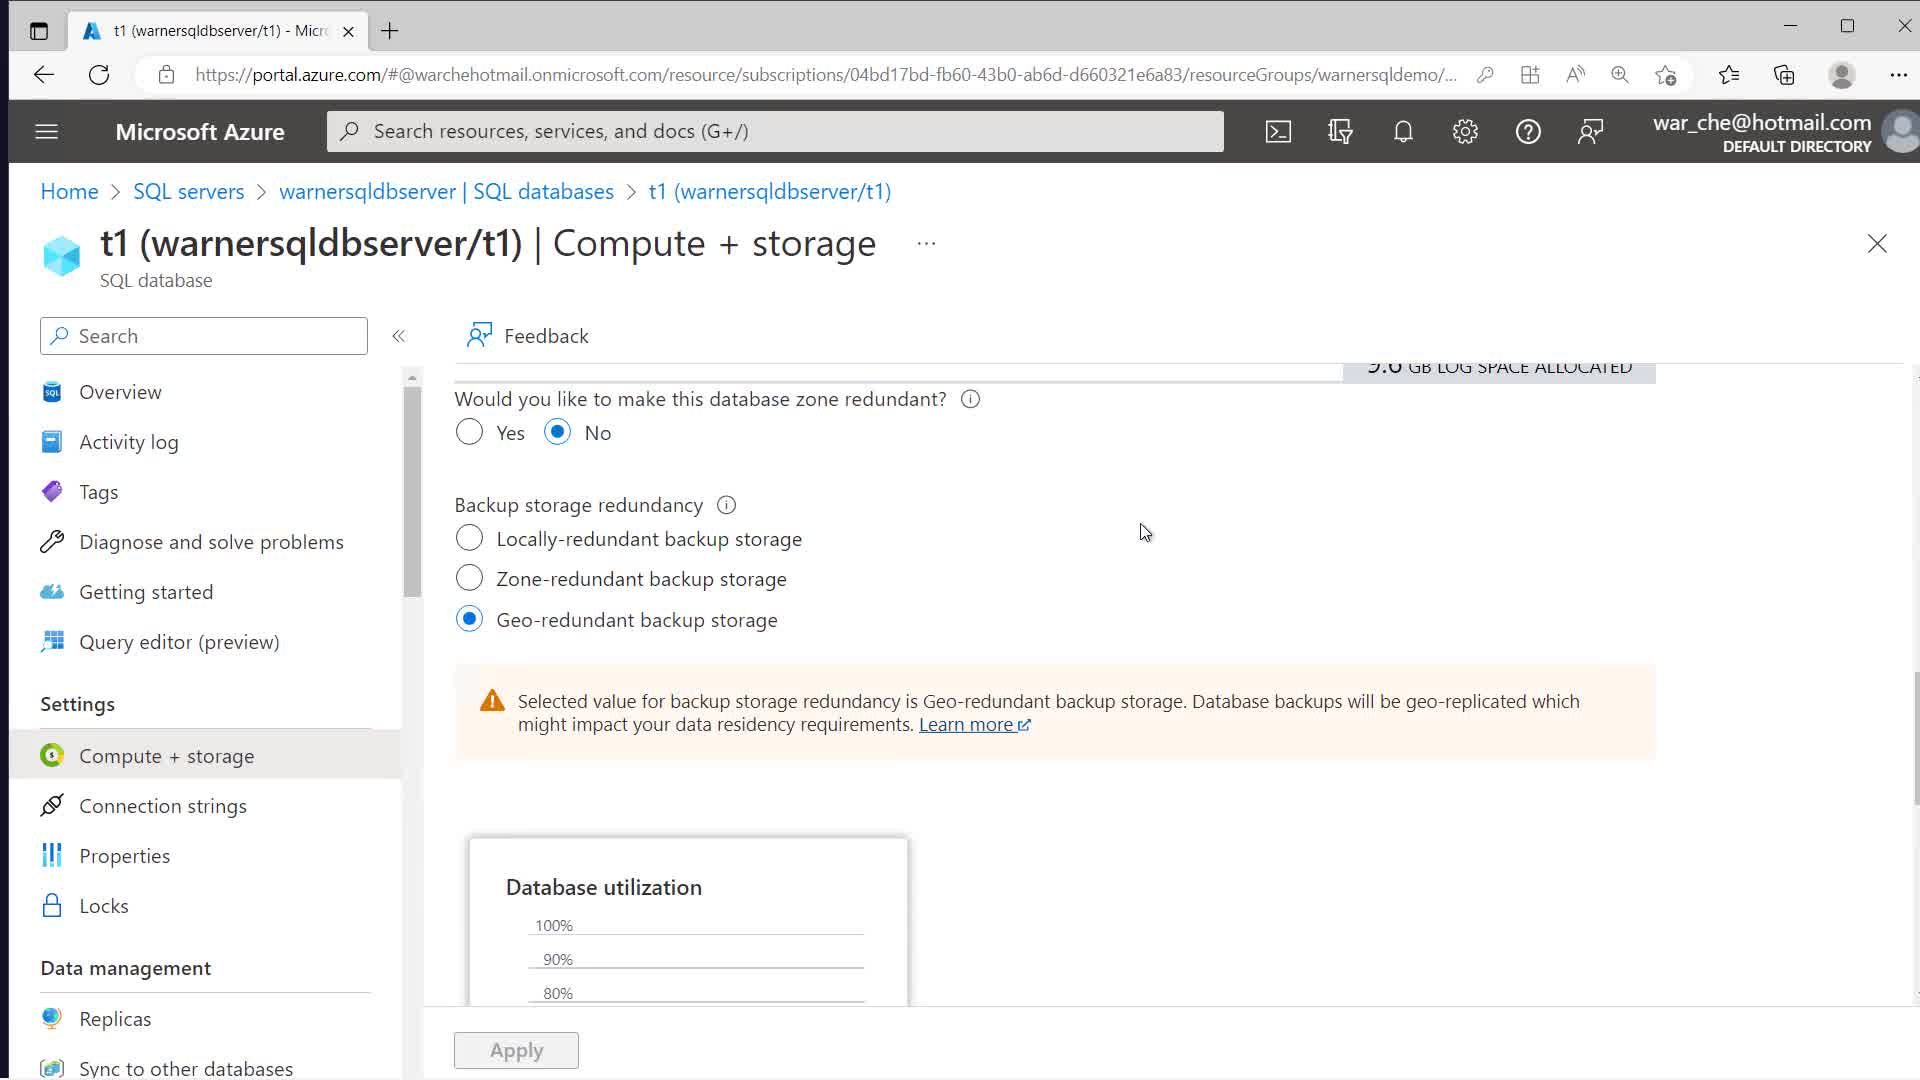 t1 (warnersqldbserver/t1) - Micr
https://portal.azure.com/#@warchehotmail.onmicrosoft.com/resource/subscriptions/04bd17bd-fb60-43b0-ab6d-d660321e6a83/resourceGroups/warnersqldemo/...
Microsoft Azure
Search resources, services, and docs (G+/)
war_che@hotmail.com
DEFAULT DIRECTORY
Home > SQL servers > warnersqldbserver | SQL databases > t1 (warnersqldbserver/t1)
t1 (warnersqldbserver/t1) | Compute + storage ...
SQL database
Search
Feedback
Overview
Activity log
Tags
Diagnose and solve problems
Getting started
Query editor (preview)
Settings
Compute + storage
Connection strings
Properties
Locks
Data management
Replicas
Sync to other databases
9.6 GB LOG SPACE ALLOCATED
Would you like to make this database zone redundant?
Yes No
Backup storage redundancy
Locally-redundant backup storage
Zone-redundant backup storage
Geo-redundant backup storage
Selected value for backup storage redundancy is Geo-redundant backup storage. Database backups will be geo-replicated which
might impact your data residency requirements. Learn more
Database utilization
100%
90%
80%
Apply